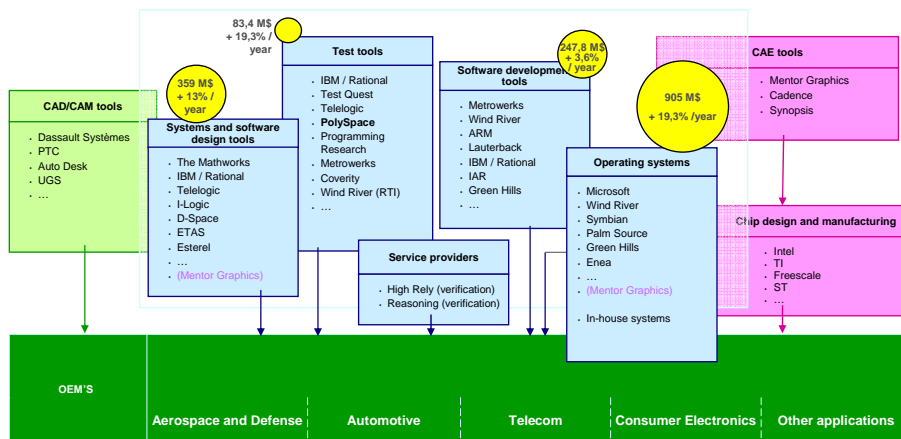 83,4 M$
+ 19,3% /
year
Test tools
· IBM / Rational
· Test Quest
· Telelogic
· PolySpace
· Programming
Research
· Metrowerks
· Coverity
· Wind River (RTI)
· …
247,8 M$
+ 3,6%
/ year
Software development
tools
· Metrowerks
· Wind River
· ARM
· Lauterback
· IBM / Rational
· IAR
· Green Hills
· …
CAE tools
· Mentor Graphics
· Cadence
· Synopsis
359 M$
+ 13% /
year
905 M$
+ 19,3% /year
CAD/CAM tools
· Dassault Systèmes
· PTC
· Auto Desk
· UGS
· …
Systems and software
design tools
· The Mathworks
· IBM / Rational
· Telelogic
· I-Logic
· D-Space
· ETAS
· Esterel
· …
· (Mentor Graphics)
Operating systems
· Microsoft
· Wind River
· Symbian
· Palm Source
· Green Hills
· Enea
· …
· (Mentor Graphics)
· In-house systems
Chip design and manufacturing
· Intel
· TI
· Freescale
· ST
· …
Service providers
· High Rely (verification)
· Reasoning (verification)
OEM'S
Aerospace and Defense
Automotive
Telecom
Consumer Electronics
Other applications